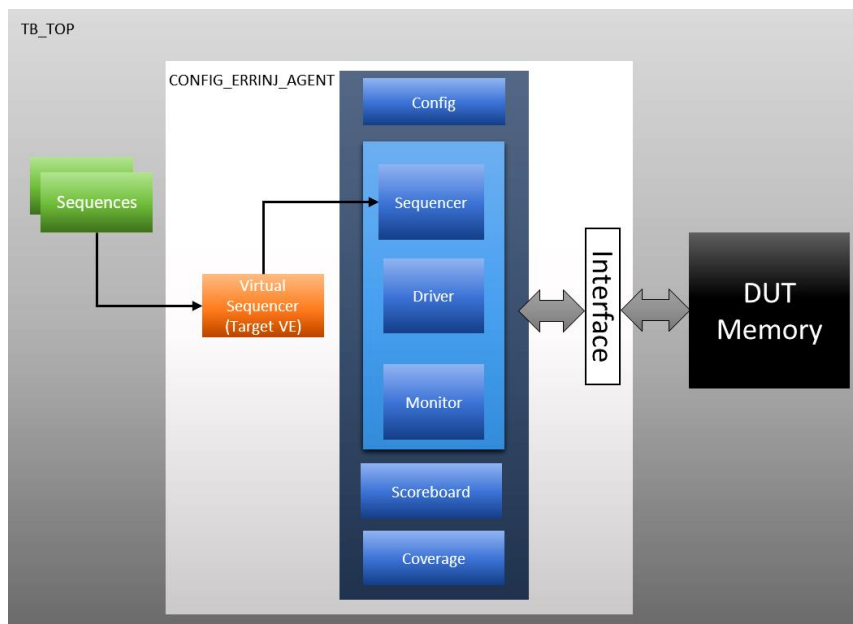 TB_TOP
CONFIG_ERRINJ_AGENT
Config
Sequences
Sequencer
Virtual
Sequencer
(Target VE)
Driver
Interface
DUT
Memory
Monitor
Scoreboard
Coverage